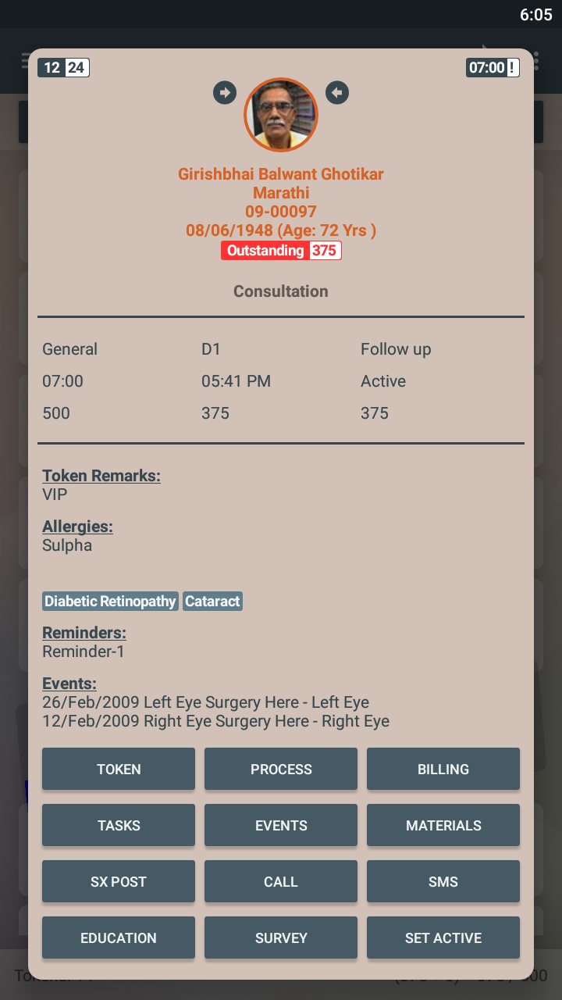 6:05
12 24
07:00 !
Girishbhai Balwant Ghotikar
Marathi
09-00097
08/06/1948 (Age: 72 Yrs )
Outstanding 375
Consultation
General D1 Follow up
07:00 05:41 PM Active
500 375 375
Token Remarks:
VIP
Allergies:
Sulpha
Diabetic Retinopathy Cataract
Reminders:
Reminder-1
Events:
26/Feb/2009 Left Eye Surgery Here - Left Eye
12/Feb/2009 Right Eye Surgery Here - Right Eye
TOKEN PROCESS BILLING
TASKS EVENTS MATERIALS
SX POST CALL SMS
EDUCATION SURVEY SET ACTIVE